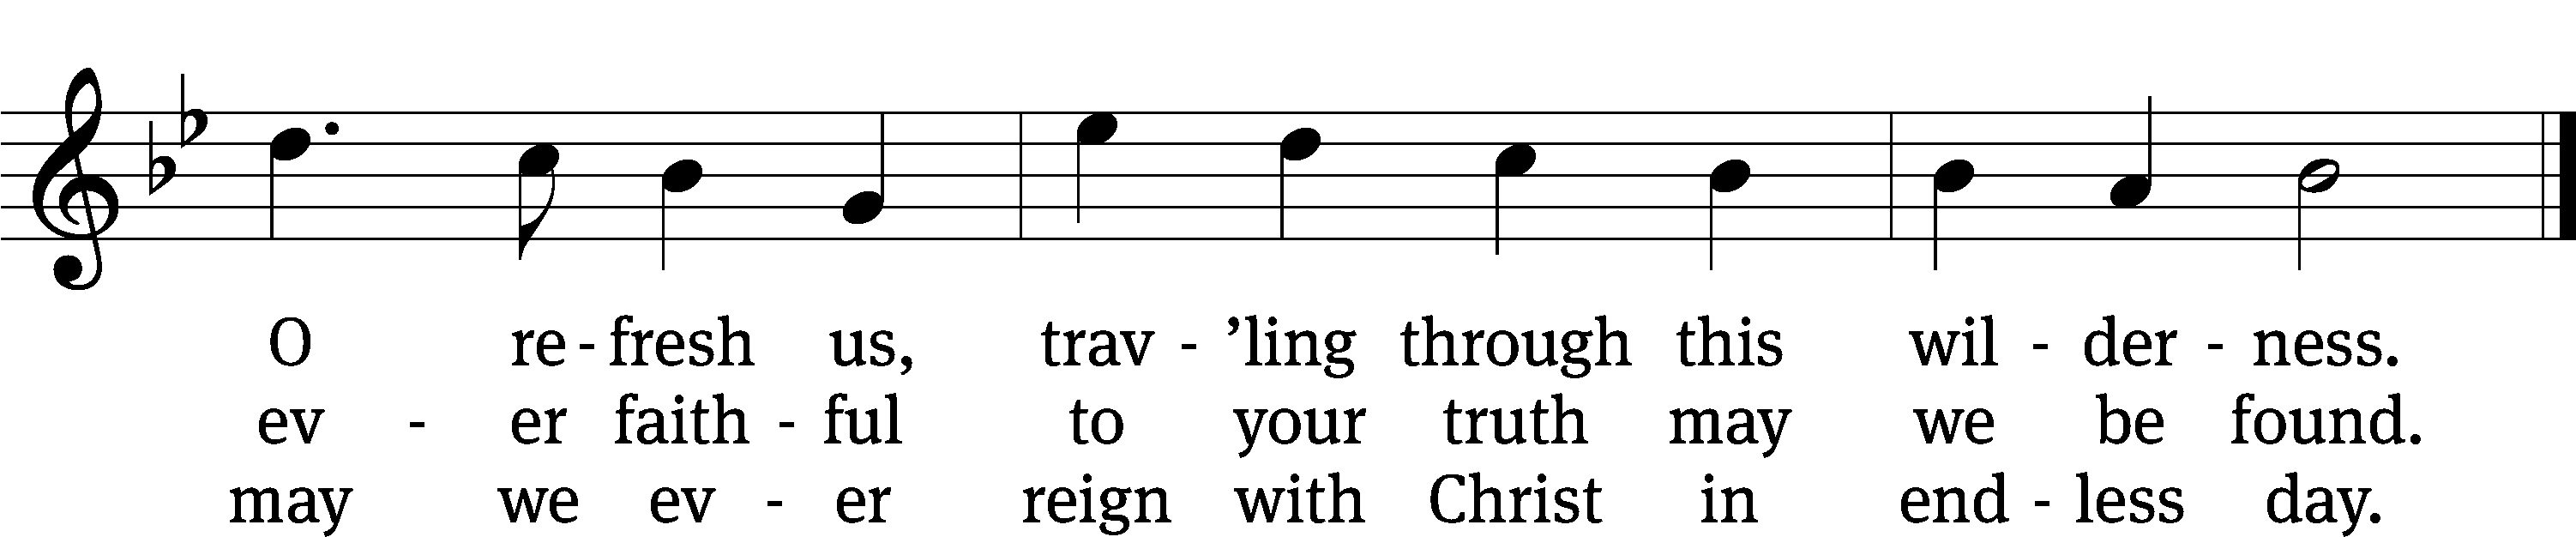 O re - fresh us, trav - ’ling through this wil - der - ness.
ev - er faith - ful to your truth may we be found.
may we ev - er reign with Christ in end - less day.